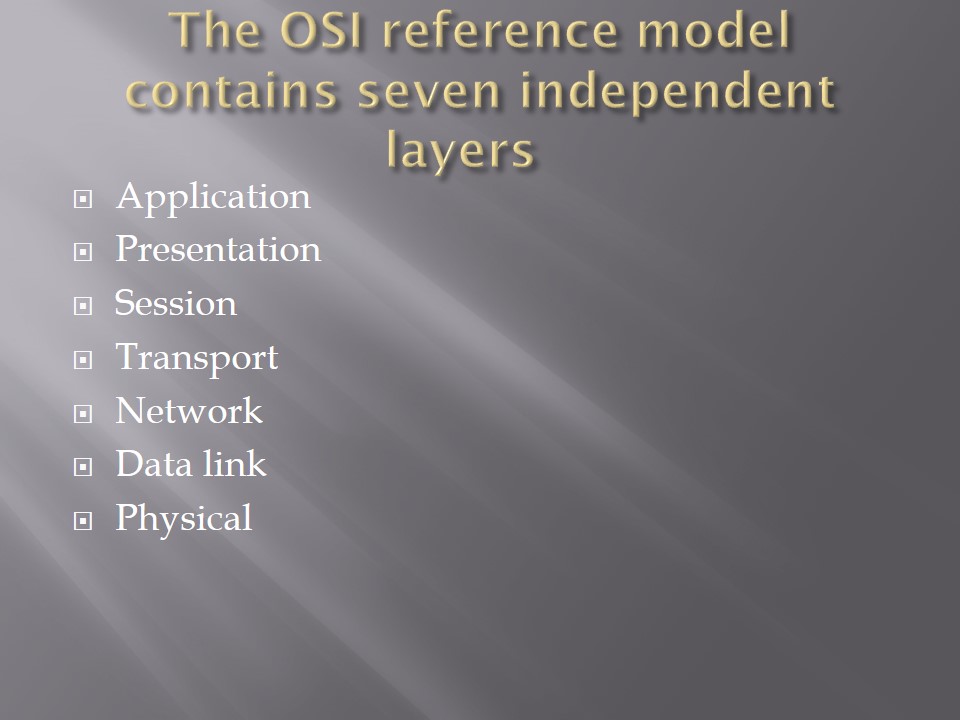 The OSI reference model
contains seven independent
layers
Application
Presentation
Session
Transport
Network
Data link
Physical